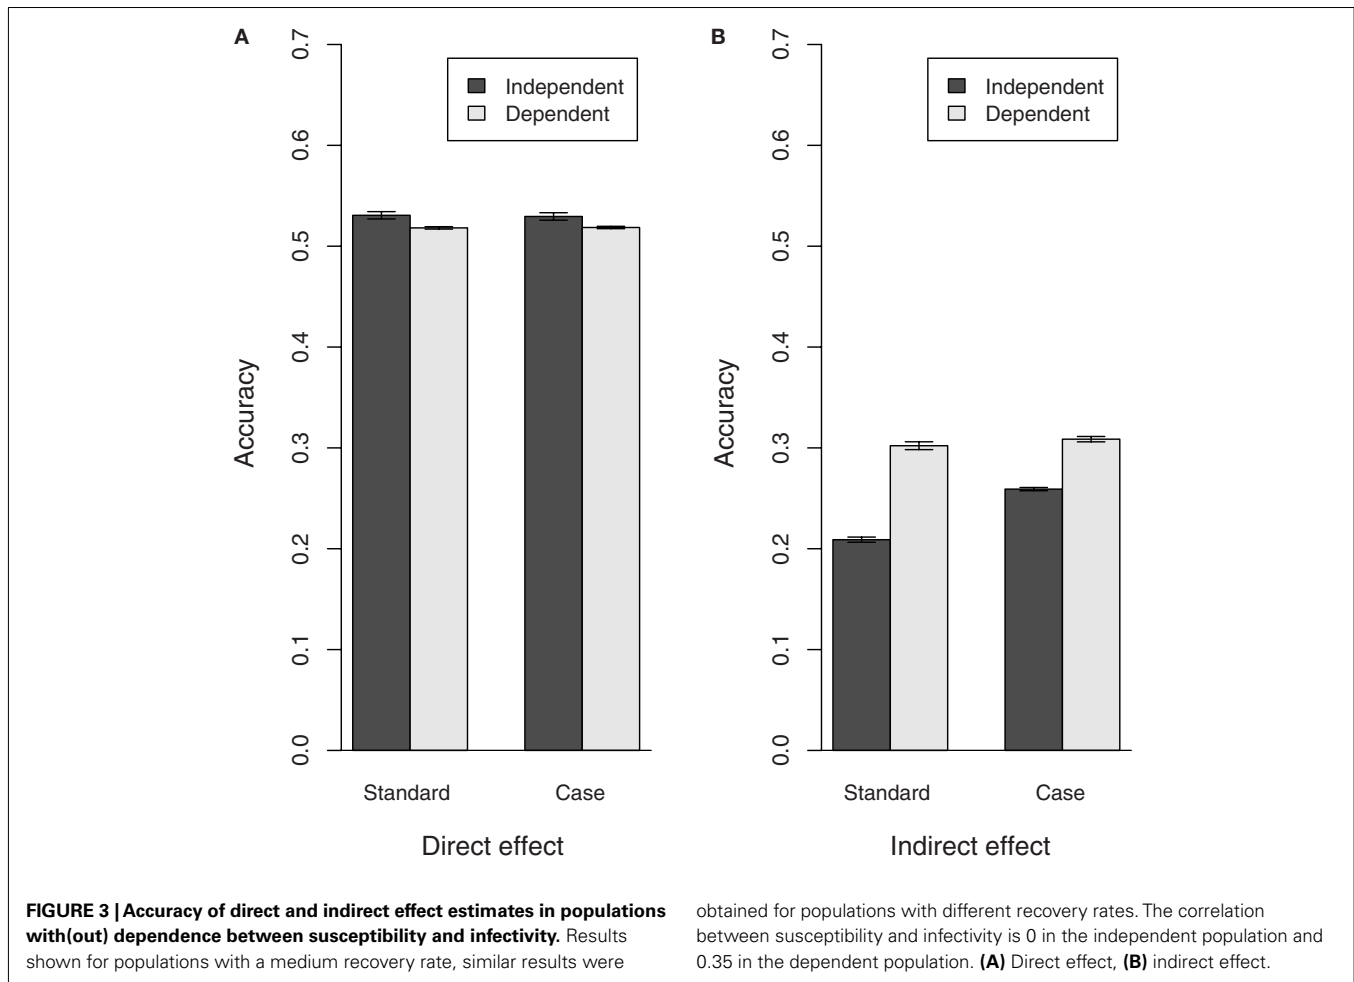 A
0.7
0.6
0.5
0.4
0.3
0.2
0.1
0.0
Accuracy
Independent
Dependent
Standard
Case
Direct effect
B
0.7
0.6
0.5
0.4
0.3
0.2
0.1
0.0
Accuracy
Independent
Dependent
Standard
Case
Indirect effect
FIGURE 3 | Accuracy of direct and indirect effect estimates in populations
with(out) dependence between susceptibility and infectivity. Results
shown for populations with a medium recovery rate, similar results were
obtained for populations with different recovery rates. The correlation
between susceptibility and infectivity is 0 in the independent population and
0.35 in the dependent population. (A) Direct effect, (B) indirect effect.